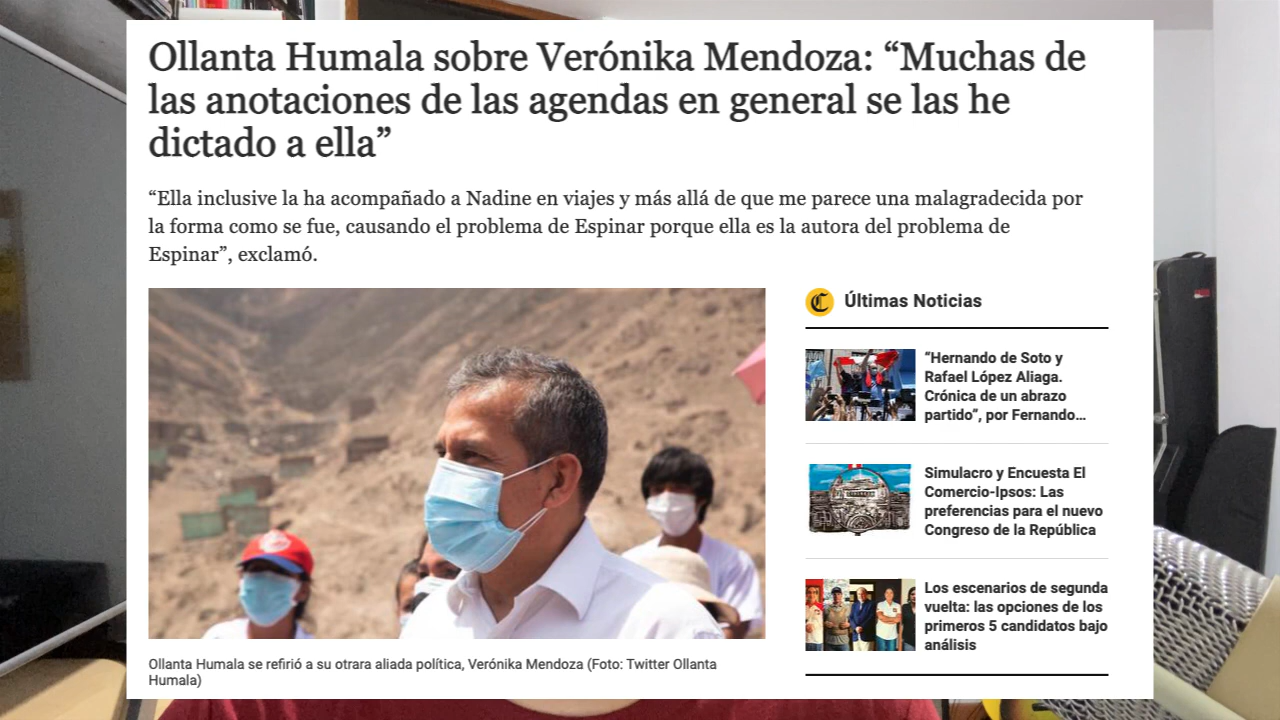 Ollanta Humala sobre Verónika Mendoza: “Muchas de
las anotaciones de las agendas en general se las he
dictado a ella”
“Ella inclusive la ha acompañado a Nadine en viajes y más allá de que me parece una malagradecida por
la forma como se fue, causando el problema de Espinar porque ella es la autora del problema de
Espinar”, exclamó.
Ollanta Humala se refirió a su otrara aliada política, Verónika Mendoza (Foto: Twitter Ollanta
Humala)
C Últimas Noticias
“Hernando de Soto y
Rafael López Aliaga.
Crónica de un abrazo
partido”, por Fernando...
Simulacro y Encuesta El
Comercio-Ipsos: Las
preferencias para el nuevo
Congreso de la República
Los escenarios de segunda
vuelta: las opciones de los
primeros 5 candidatos bajo
análisis